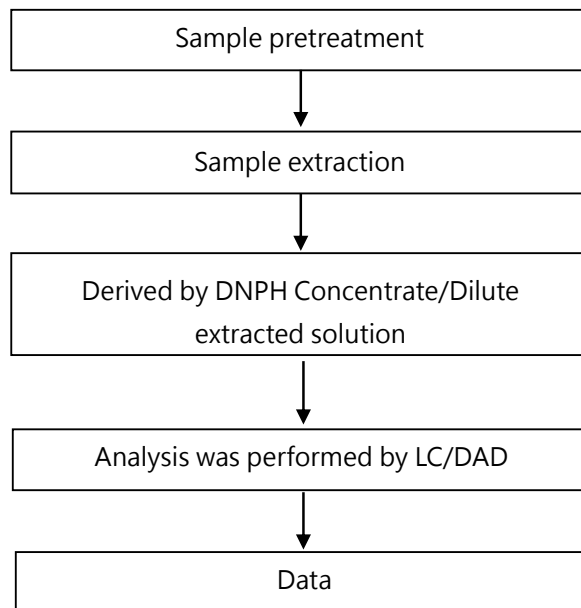 Sample pretreatment
Sample extraction
Derived by DNPH Concentrate/Dilute
extracted solution
Analysis was performed by LC/DAD
Data